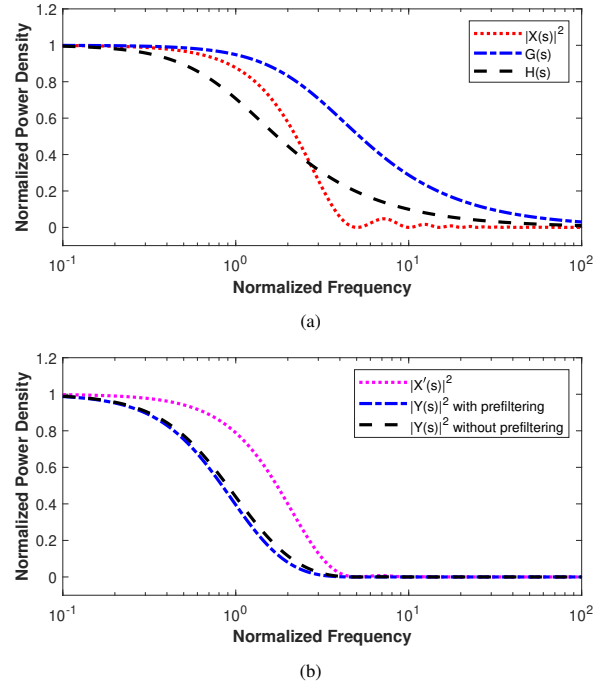 1.2
1
0.8
0.6
0.4
0.2
0
Normalized Power Density
|X(s)|²
G(s)
H(s)
10⁻¹ 10⁰ 10¹ 10²
Normalized Frequency
(a)
1.2
1
0.8
0.6
0.4
0.2
0
Normalized Power Density
|X'(s)|²
|Y(s)|² with prefiltering
|Y(s)|² without prefiltering
10⁻¹ 10⁰ 10¹ 10²
Normalized Frequency
(b)